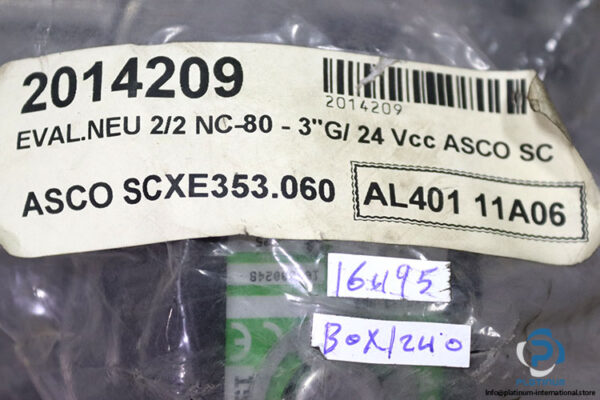 2014209
2014209
EVAL.NEU 2/2 NC-80 - 3"G/ 24 Vcc ASCO SC
ASCO SCXE353.060
AL401 11A06
16495
BOX/240
PLATINUM
Info@platinum-international.store